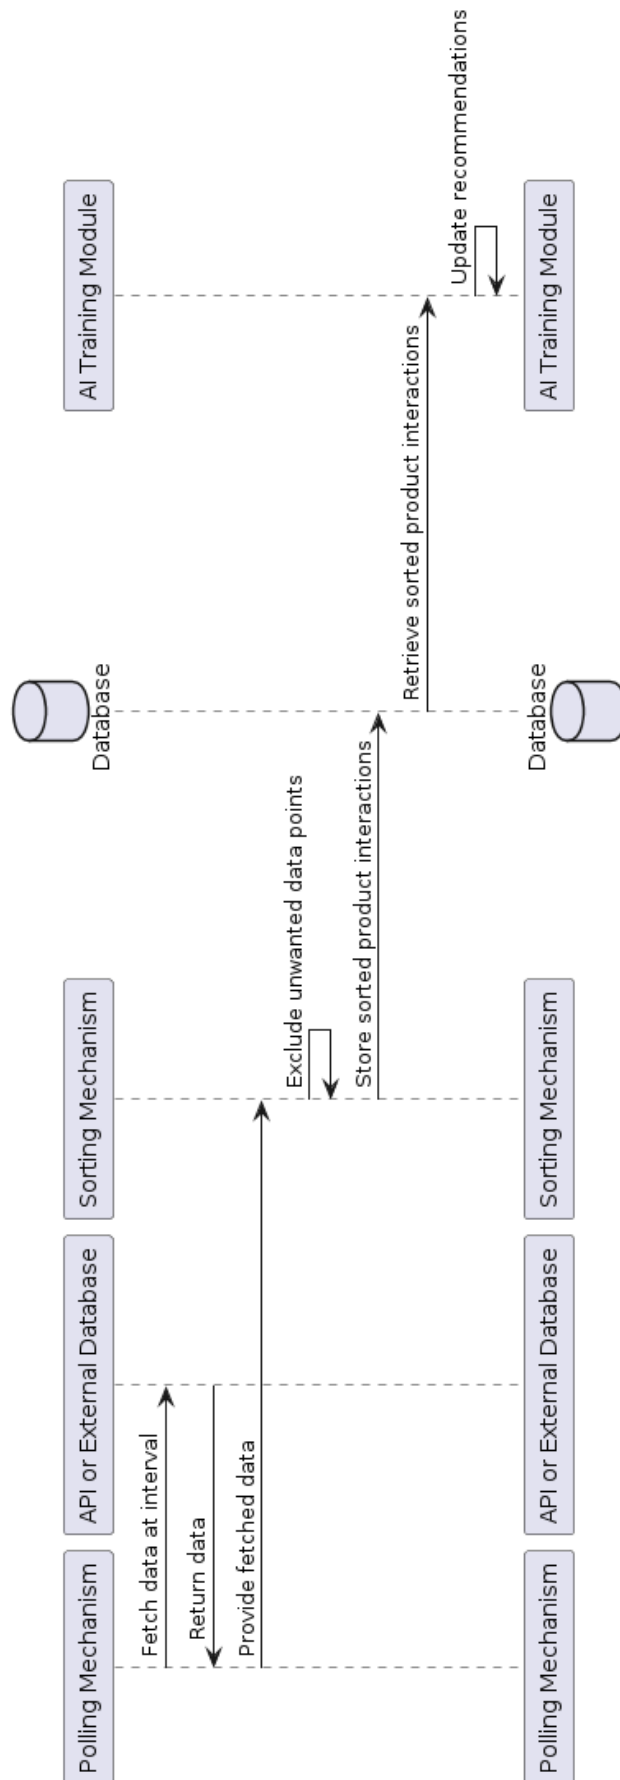 Polling Mechanism
API or External Database
Sorting Mechanism
Database
AI Training Module
Fetch data at interval
Return data
Provide fetched data
Exclude unwanted data points
Store sorted product interactions
Retrieve sorted product interactions
Update recommendations
Polling Mechanism
API or External Database
Sorting Mechanism
Database
AI Training Module